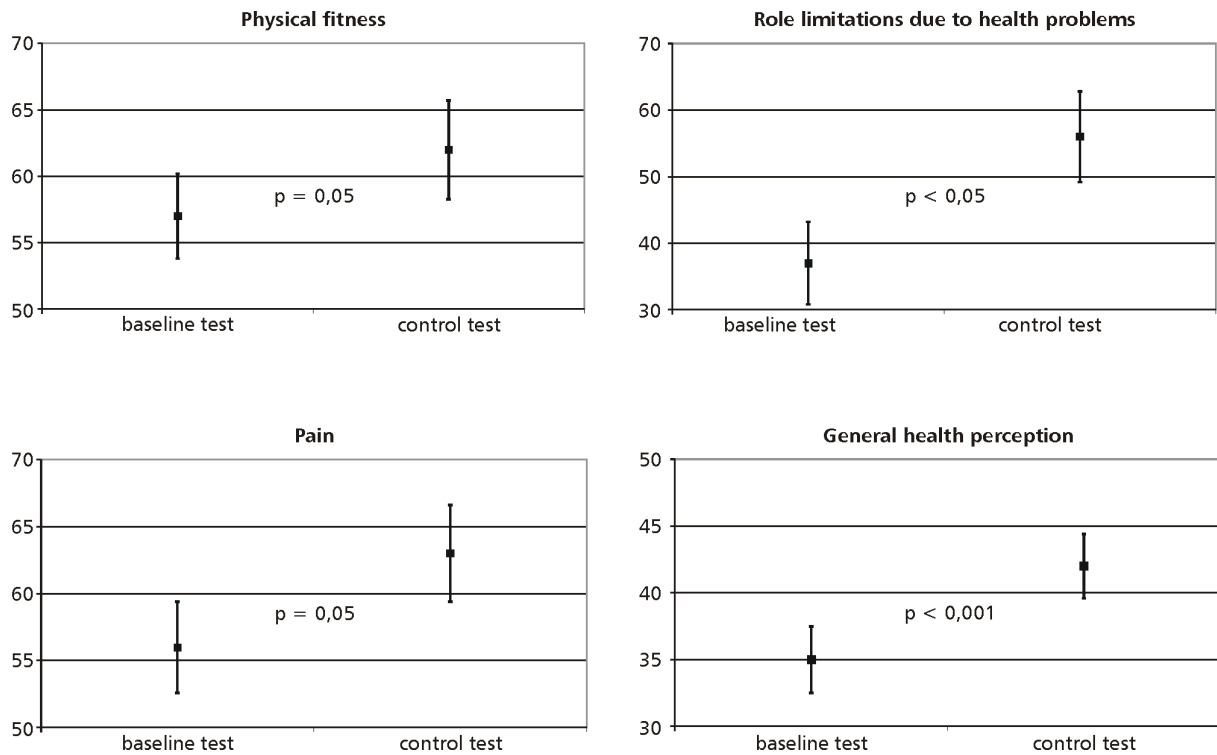 Physical fitness
70
65
60
55
50
p = 0,05
baseline test
control test
Role limitations due to health problems
70
60
50
40
30
p < 0,05
baseline test
control test
Pain
70
65
60
55
50
p = 0,05
baseline test
control test
General health perception
50
45
40
35
30
p < 0,001
baseline test
control test